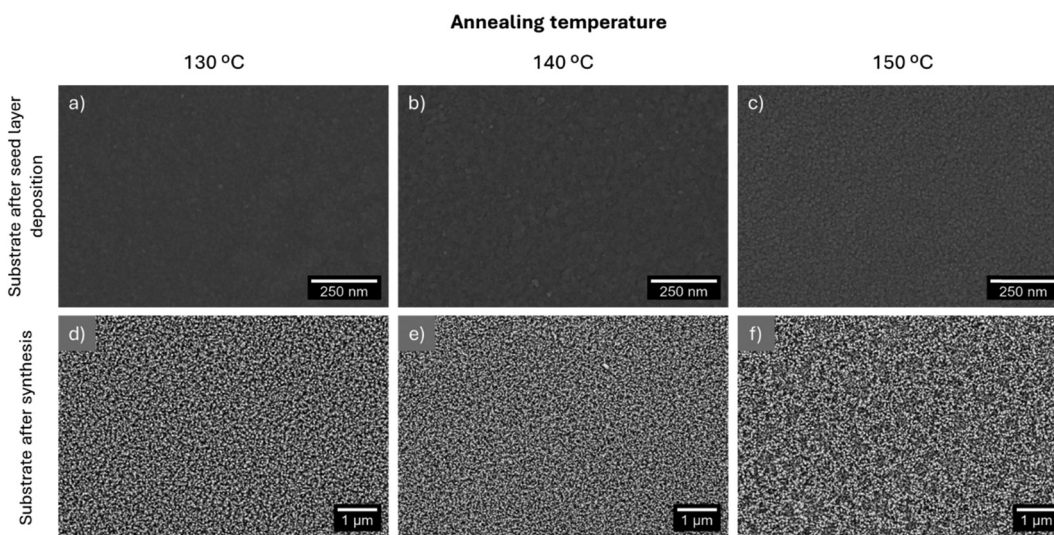 Annealing temperature
130 ºC
140 ºC
150 ºC
Substrate after seed layer
deposition
a)
250 nm
b)
250 nm
c)
250 nm
Substrate after synthesis
d)
1 µm
e)
1 µm
f)
1 µm